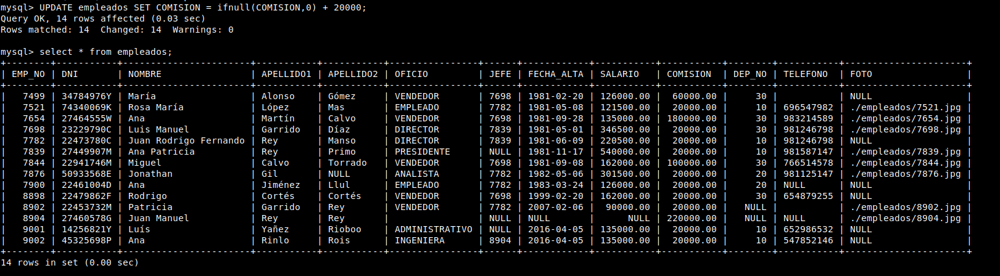 mysql> UPDATE empleados SET COMISION = ifnull(COMISION,0) + 20000;
Query OK, 14 rows affected (0.03 sec)
Rows matched: 14  Changed: 14  Warnings: 0

mysql> select * from empleados;
+--------+-----------+-----------------------+-----------+-----------+----------------+------+------------+-----------+-----------+--------+-----------+----------------------+
| EMP_NO | DNI       | NOMBRE                | APELLIDO1 | APELLIDO2 | OFICIO         | JEFE | FECHA_ALTA | SALARIO   | COMISION  | DEP_NO | TELEFONO  | FOTO                 |
+--------+-----------+-----------------------+-----------+-----------+----------------+------+------------+-----------+-----------+--------+-----------+----------------------+
|   7499 | 34784976Y | María                 | Alonso    | Gómez     | VENDEDOR       | 7698 | 1981-02-20 | 126000.00 |  60000.00 |     30 |           | NULL                 |
|   7521 | 74340069K | Rosa María            | López     | Mas       | EMPLEADO       | 7782 | 1981-05-08 | 121500.00 |  20000.00 |     10 | 696547982 | ./empleados/7521.jpg |
|   7654 | 27464555W | Ana                   | Martín    | Calvo     | VENDEDOR       | 7698 | 1981-09-28 | 135000.00 | 180000.00 |     30 | 983214589 | ./empleados/7654.jpg |
|   7698 | 23229790C | Luis Manuel           | Garrido   | Díaz      | DIRECTOR       | 7839 | 1981-05-01 | 346500.00 |  20000.00 |     30 | 981246798 | ./empleados/7698.jpg |
|   7782 | 22473780C | Juan Rodrigo Fernando | Rey       | Manso     | DIRECTOR       | 7839 | 1981-06-09 | 220500.00 |  20000.00 |     10 | 981246798 | NULL                 |
|   7839 | 27449907M | Ana Patricia          | Rey       | Primo     | PRESIDENTE     | NULL | 1981-11-17 | 540000.00 |  20000.00 |     10 | 981587147 | ./empleados/7839.jpg |
|   7844 | 22941746M | Miguel                | Calvo     | Torrado   | VENDEDOR       | 7698 | 1981-09-08 | 162000.00 | 100000.00 |     30 | 766514578 | ./empleados/7844.jpg |
|   7876 | 50933568E | Jonathan              | Gil       | NULL      | ANALISTA       | 7782 | 1982-05-06 | 301500.00 |  20000.00 |     20 | 981125147 | ./empleados/7876.jpg |
|   7900 | 22461004D | Ana                   | Jiménez   | Llul      | EMPLEADO       | 7782 | 1983-03-24 | 126000.00 |  20000.00 |     20 | NULL      | NULL                 |
|   8898 | 22479862F | Rodrigo               | Cortés    | Cortés    | VENDEDOR       | 7698 | 1999-02-20 | 162000.00 |  20000.00 |     30 | 654879255 | NULL                 |
|   8902 | 22453732M | Patricia              | Garrido   | Rey       | VENDEDOR       | 7782 | 2007-02-06 |  90000.00 |  20000.00 |   NULL |           | ./empleados/8902.jpg |
|   8904 | 27460578G | Juan Manuel           | Rey       | Rey       |                | NULL | NULL       |      NULL | 220000.00 |   NULL | NULL      | ./empleados/8904.jpg |
|   9001 | 14256821Y | Luís                  | Yañez     | Rioboo    | ADMINISTRATIVO | NULL | 2016-04-05 | 135000.00 |  20000.00 |     10 | 652986532 | NULL                 |
|   9002 | 45325698P | Ana                   | Rinlo     | Rois      | INGENIERA      | 8904 | 2016-04-05 | 135000.00 |  20000.00 |     10 | 547852146 | NULL                 |
+--------+-----------+-----------------------+-----------+-----------+----------------+------+------------+-----------+-----------+--------+-----------+----------------------+
14 rows in set (0.00 sec)